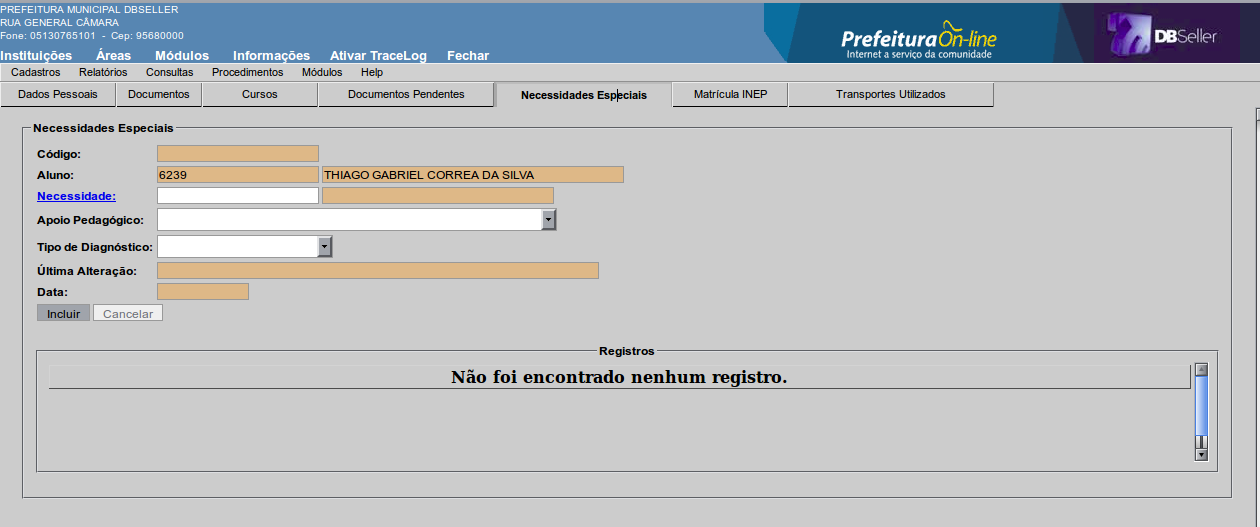 PREFEITURA MUNICIPAL DBSELLER
RUA GENERAL CÂMARA
Fone: 05130765101 - Cep: 95680000
PrefeituraOn-line
Internet a serviço da comunidade
DBSeller
Instituições Áreas Módulos Informações Ativar TraceLog Fechar
Cadastros Relatórios Consultas Procedimentos Módulos Help
Dados Pessoais Documentos Cursos Documentos Pendentes Necessidades Especiais Matrícula INEP Transportes Utilizados
Necessidades Especiais
Código:
Aluno: 6239 THIAGO GABRIEL CORREA DA SILVA
Necessidade:
Apoio Pedagógico:
Tipo de Diagnóstico:
Última Alteração:
Data:
Incluir Cancelar
Registros
Não foi encontrado nenhum registro.